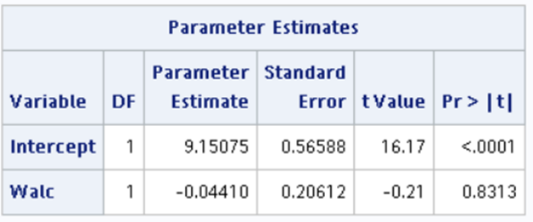 Parameter Estimates
Variable DF Parameter Estimate Standard Error t Value Pr > |t|
Intercept 1 9.15075 0.56588 16.17 <.0001
Walc 1 -0.04410 0.20612 -0.21 0.8313